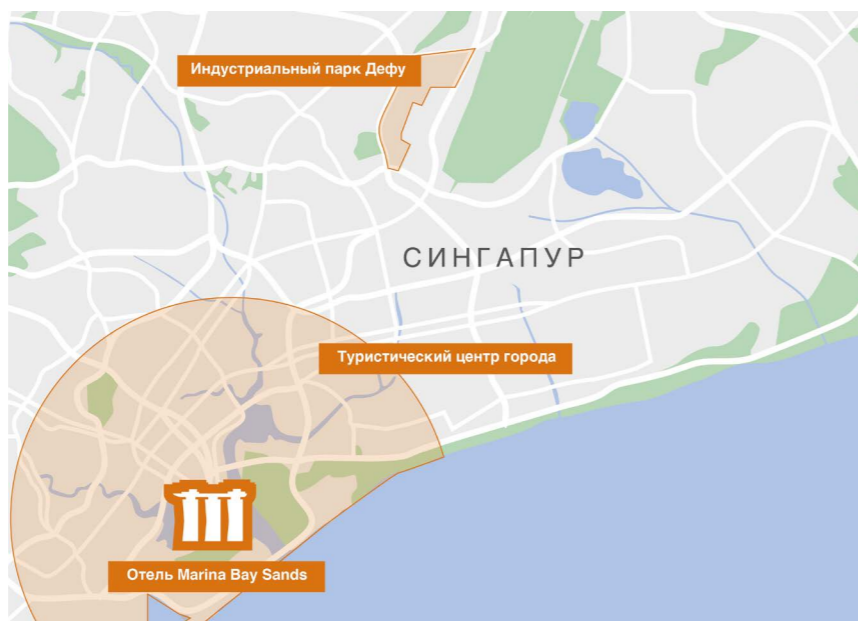 Индустриальный парк Дефу
СИНГАПУР
Туристический центр города
Отель Marina Bay Sands